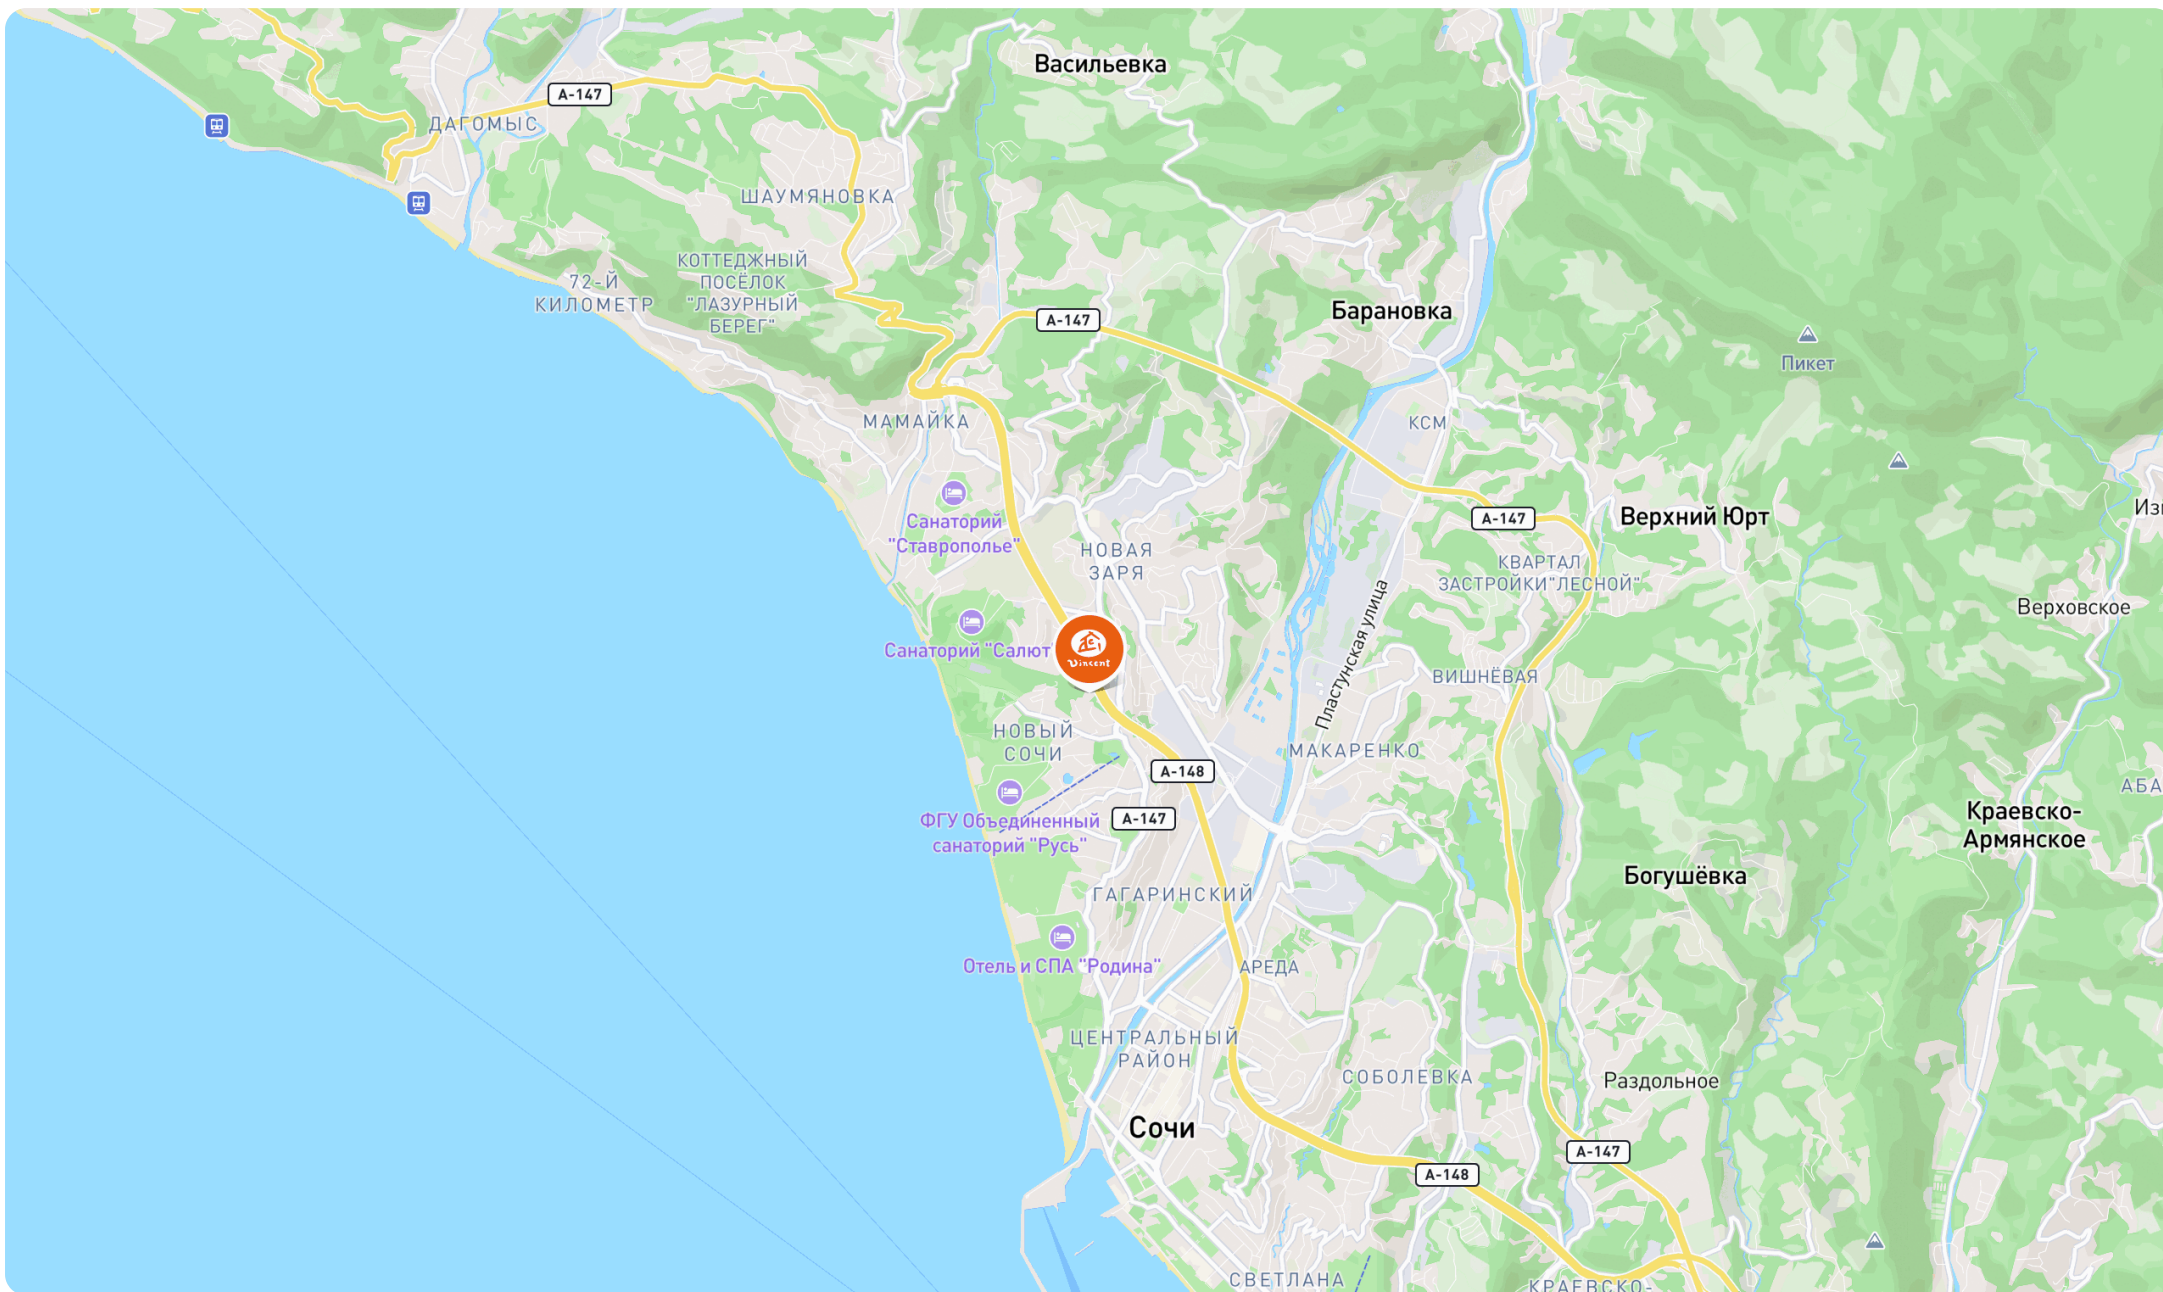 Васильевка
А-147
ДАГОМЫС
ШАУМЯНОВКА
КОТТЕДЖНЫЙ
ПОСЁЛОК
"ЛАЗУРНЫЙ
БЕРЕГ"
72-Й
КИЛОМЕТР
А-147
Барановка
Пикет
МАМАЙКА
КСМ
Санаторий
"Ставрополье"
А-147
Верхний Юрт
НОВАЯ
ЗАРЯ
КВАРТАЛ
ЗАСТРОЙКИ"ЛЕСНОЙ"
Верховское
Пластунская улица
Санаторий "Салют"
Vincent
ВИШНЁВАЯ
НОВЫЙ
СОЧИ
МАКАРЕНКО
А-148
А-147
ФГУ Объединенный
санаторий "Русь"
АБА
Краевско-
Армянское
Богушёвка
ГАГАРИНСКИЙ
Отель и СПА "Родина"
АРЕДА
ЦЕНТРАЛЬНЫЙ
РАЙОН
СОБОЛЕВКА
Раздольное
Сочи
А-147
А-148
СВЕТЛАНА
КРАЕВСКО-